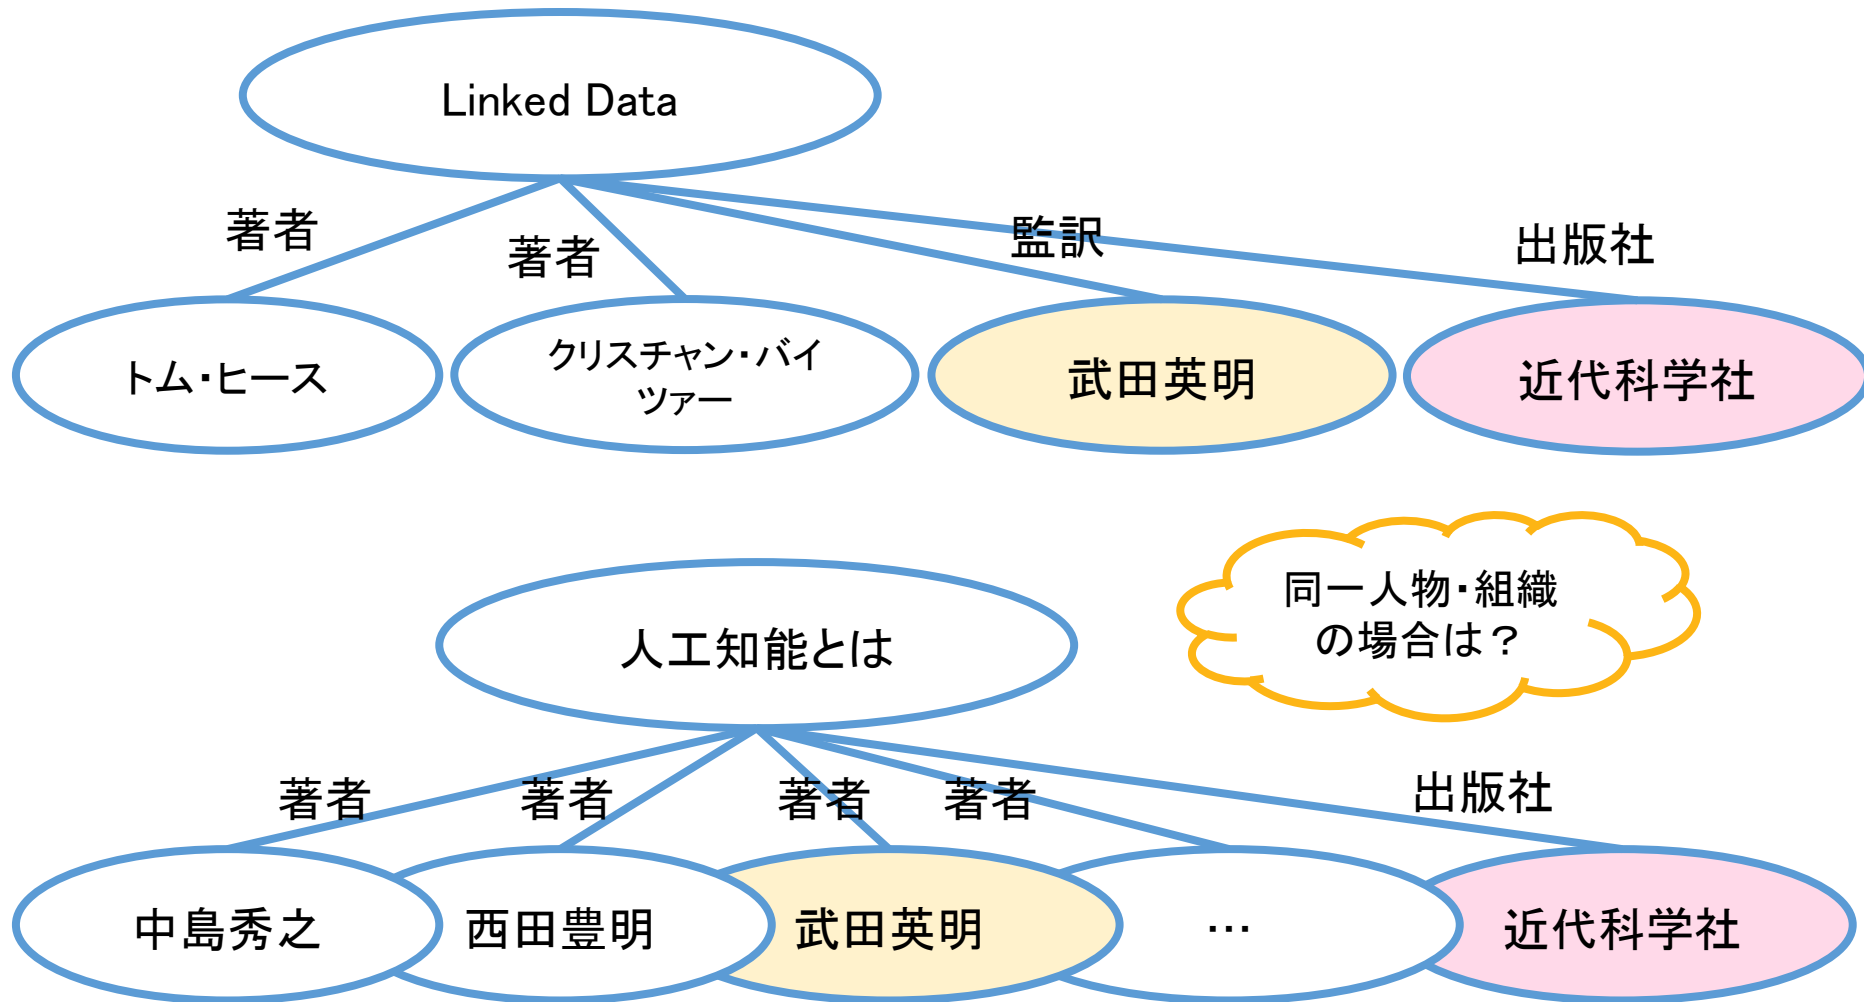 Linked Data
著者
著者
監訳
出版社
トム・ヒース
クリスチャン・バイ
ツァー
武田英明
近代科学社
同一人物・組織
の場合は？
人工知能とは
著者
著者
著者
著者
出版社
中島秀之
西田豊明
武田英明
…
近代科学社